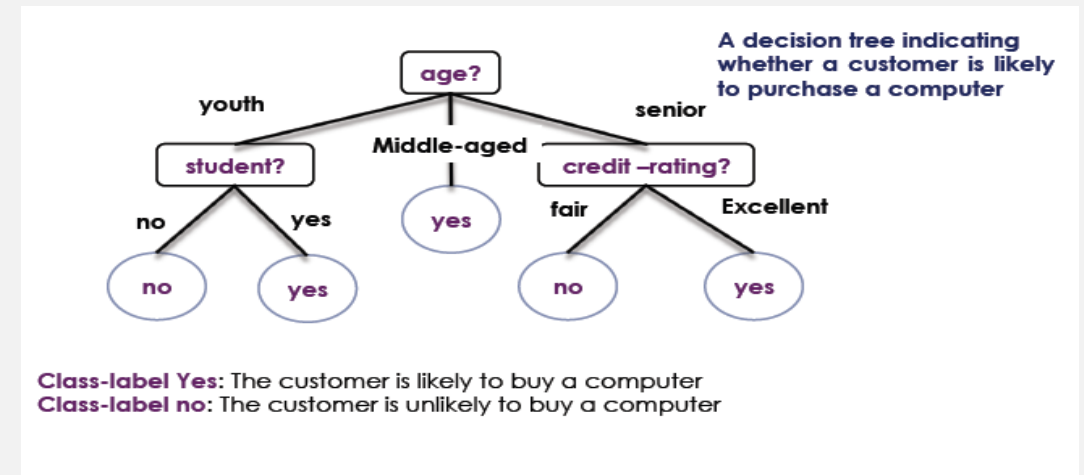 A decision tree indicating
whether a customer is likely
to purchase a computer
age?
youth
Middle-aged
senior
student?
credit –rating?
no
yes
yes
fair
Excellent
no
yes
no
yes
Class-label Yes: The customer is likely to buy a computer
Class-label no: The customer is unlikely to buy a computer